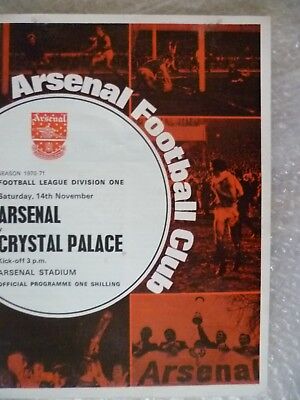 Arsenal Football Club
Arsenal
SEASON 1970-71
FOOTBALL LEAGUE DIVISION ONE
Saturday, 14th November
ARSENAL
v
CRYSTAL PALACE
Kick-off 3 p.m.
ARSENAL STADIUM
OFFICIAL PROGRAMME ONE SHILLING
Arsenal